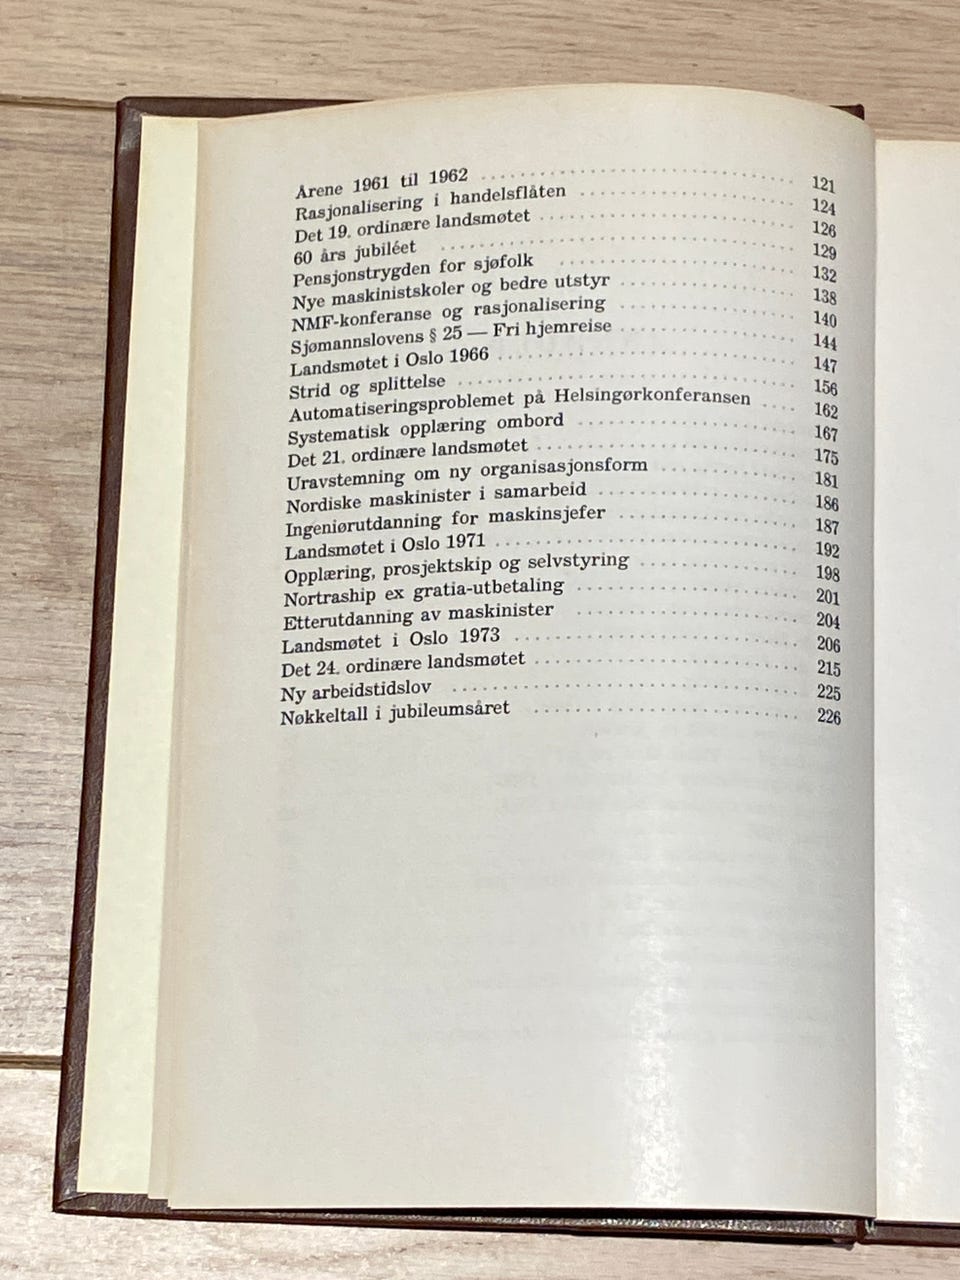 Årene 1961 til 1962 . . . . . . . . . . . . . . . . . . . . . . . . . . . . . . 121
Rasjonalisering i handelsflåten . . . . . . . . . . . . . . . . . . . . . 124
Det 19. ordinære landsmøtet . . . . . . . . . . . . . . . . . . . . . . . . 126
60 års jubiléet . . . . . . . . . . . . . . . . . . . . . . . . . . . . . . . . . . 129
Pensjonstrygden for sjøfolk . . . . . . . . . . . . . . . . . . . . . . . . 132
Nye maskinistskoler og bedre utstyr . . . . . . . . . . . . . . . . . 138
NMF-konferanse og rasjonalisering . . . . . . . . . . . . . . . . . 140
Sjømannslovens § 25 — Fri hjemreise . . . . . . . . . . . . . . . . 144
Landsmøtet i Oslo 1966 . . . . . . . . . . . . . . . . . . . . . . . . . . . . 147
Strid og splittelse . . . . . . . . . . . . . . . . . . . . . . . . . . . . . . . . 156
Automatiseringsproblemet på Helsingørkonferansen . . . . 162
Systematisk opplæring ombord . . . . . . . . . . . . . . . . . . . . . 167
Det 21. ordinære landsmøtet . . . . . . . . . . . . . . . . . . . . . . . . 175
Uravstemning om ny organisasjonsform . . . . . . . . . . . . . 181
Nordiske maskinister i samarbeid . . . . . . . . . . . . . . . . . . . 186
Ingeniørutdanning for maskinsjefer . . . . . . . . . . . . . . . . . 187
Landsmøtet i Oslo 1971 . . . . . . . . . . . . . . . . . . . . . . . . . . . . 192
Opplæring, prosjektskip og selvstyring . . . . . . . . . . . . . . . 198
Nortraship ex gratia-utbetaling . . . . . . . . . . . . . . . . . . . . . 201
Etterutdanning av maskinister . . . . . . . . . . . . . . . . . . . . . 204
Landsmøtet i Oslo 1973 . . . . . . . . . . . . . . . . . . . . . . . . . . . 206
Det 24. ordinære landsmøtet . . . . . . . . . . . . . . . . . . . . . . . . 215
Ny arbeidstidslov . . . . . . . . . . . . . . . . . . . . . . . . . . . . . . . . 225
Nøkkeltall i jubileumsåret . . . . . . . . . . . . . . . . . . . . . . . . 226